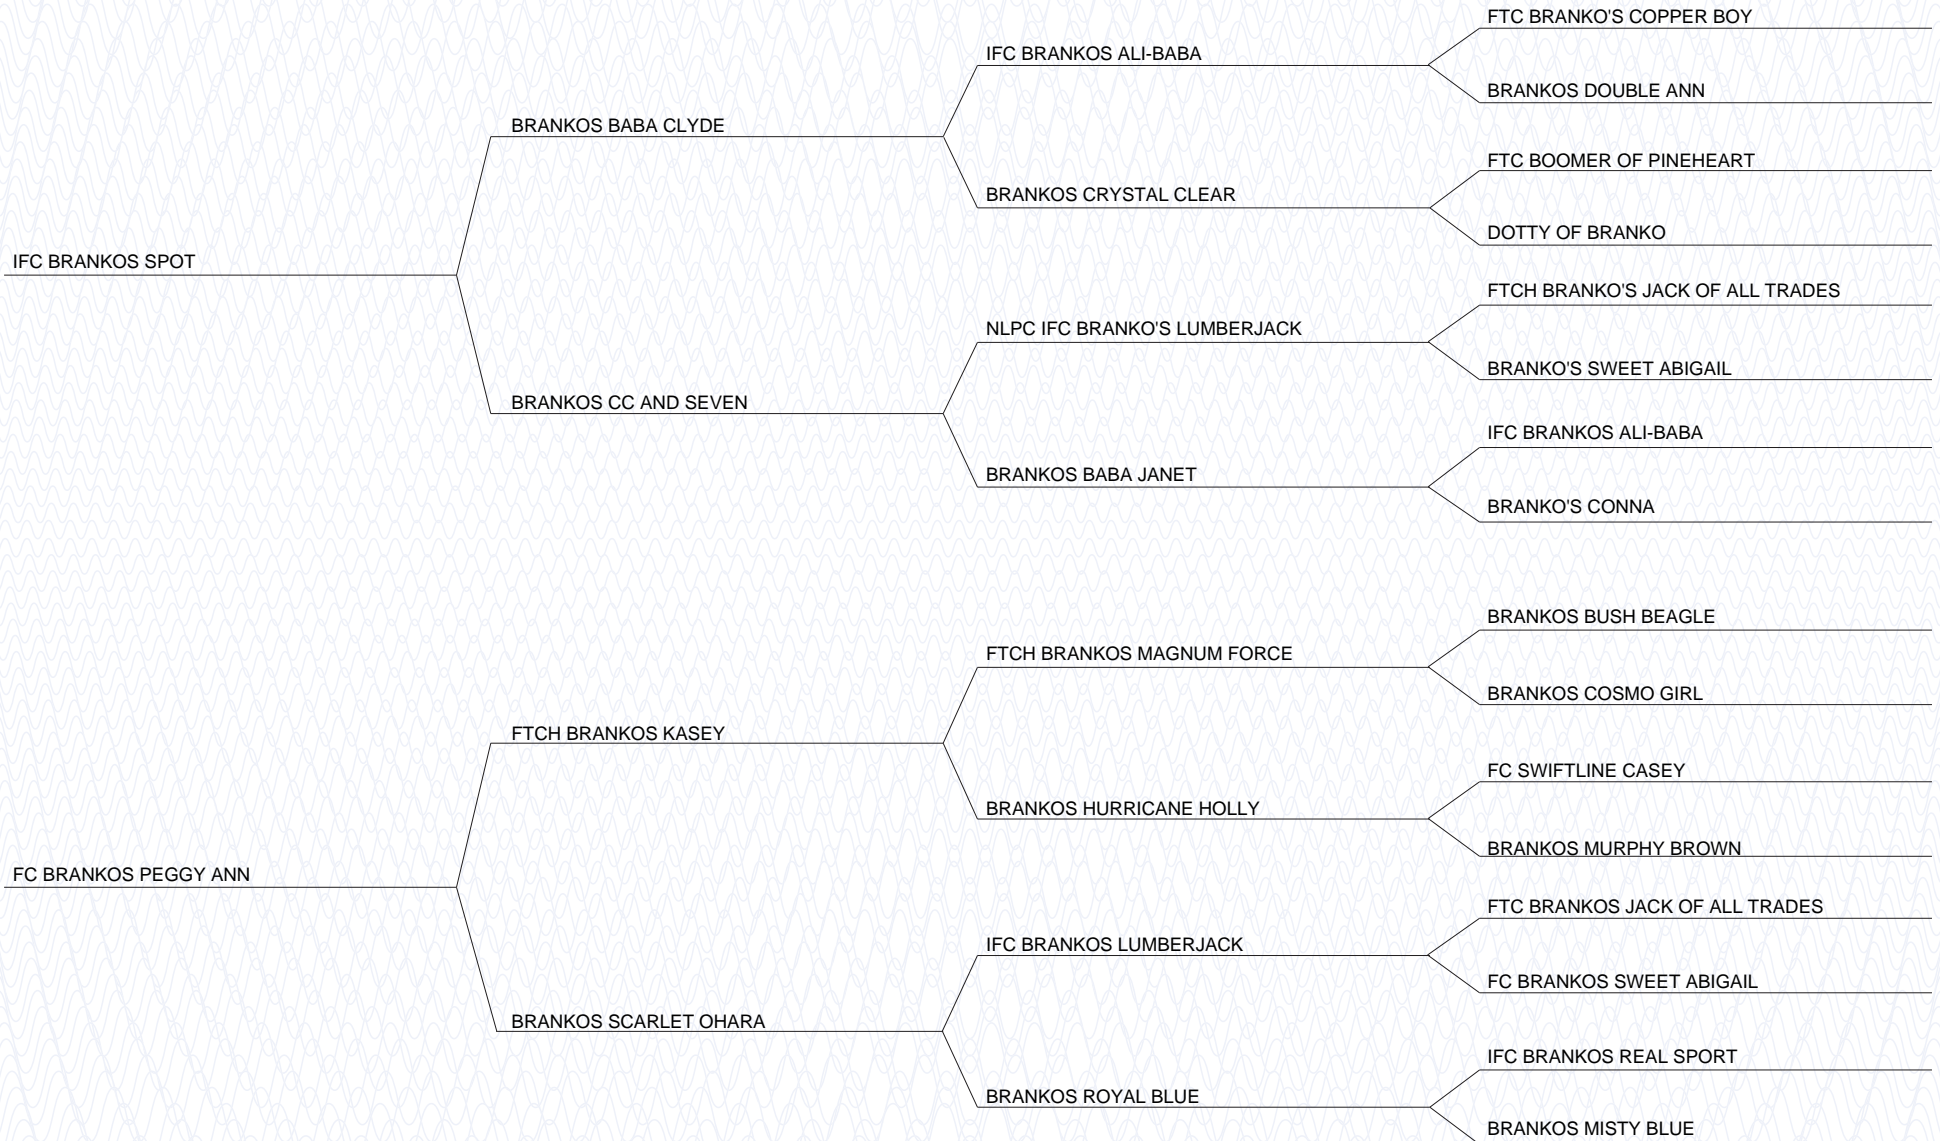 FTC BRANKO'S COPPER BOY
IFC BRANKOS ALI-BABA
BRANKOS DOUBLE ANN
BRANKOS BABA CLYDE
FTC BOOMER OF PINEHEART
BRANKOS CRYSTAL CLEAR
DOTTY OF BRANKO
IFC BRANKOS SPOT
FTCH BRANKO'S JACK OF ALL TRADES
NLPC IFC BRANKO'S LUMBERJACK
BRANKO'S SWEET ABIGAIL
BRANKOS CC AND SEVEN
IFC BRANKOS ALI-BABA
BRANKOS BABA JANET
BRANKO'S CONNA
BRANKOS BUSH BEAGLE
FTCH BRANKOS MAGNUM FORCE
BRANKOS COSMO GIRL
FTCH BRANKOS KASEY
FC SWIFTLINE CASEY
BRANKOS HURRICANE HOLLY
BRANKOS MURPHY BROWN
FC BRANKOS PEGGY ANN
FTC BRANKOS JACK OF ALL TRADES
IFC BRANKOS LUMBERJACK
FC BRANKOS SWEET ABIGAIL
BRANKOS SCARLET OHARA
IFC BRANKOS REAL SPORT
BRANKOS ROYAL BLUE
BRANKOS MISTY BLUE